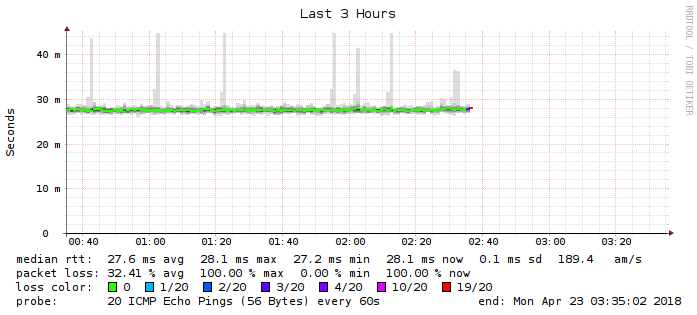 Last 3 Hours
RRDTOOL / TOBI OETIKER
Seconds
40 m
30 m
20 m
10 m
0
00:40 01:00 01:20 01:40 02:00 02:20 02:40 03:00 03:20
median rtt: 27.6 ms avg 28.1 ms max 27.2 ms min 28.1 ms now 0.1 ms sd 189.4 am/s
packet loss: 32.41 % avg 100.00 % max 0.00 % min 100.00 % now
loss color: 0 1/20 2/20 3/20 4/20 10/20 19/20
probe: 20 ICMP Echo Pings (56 Bytes) every 60s end: Mon Apr 23 03:35:02 2018